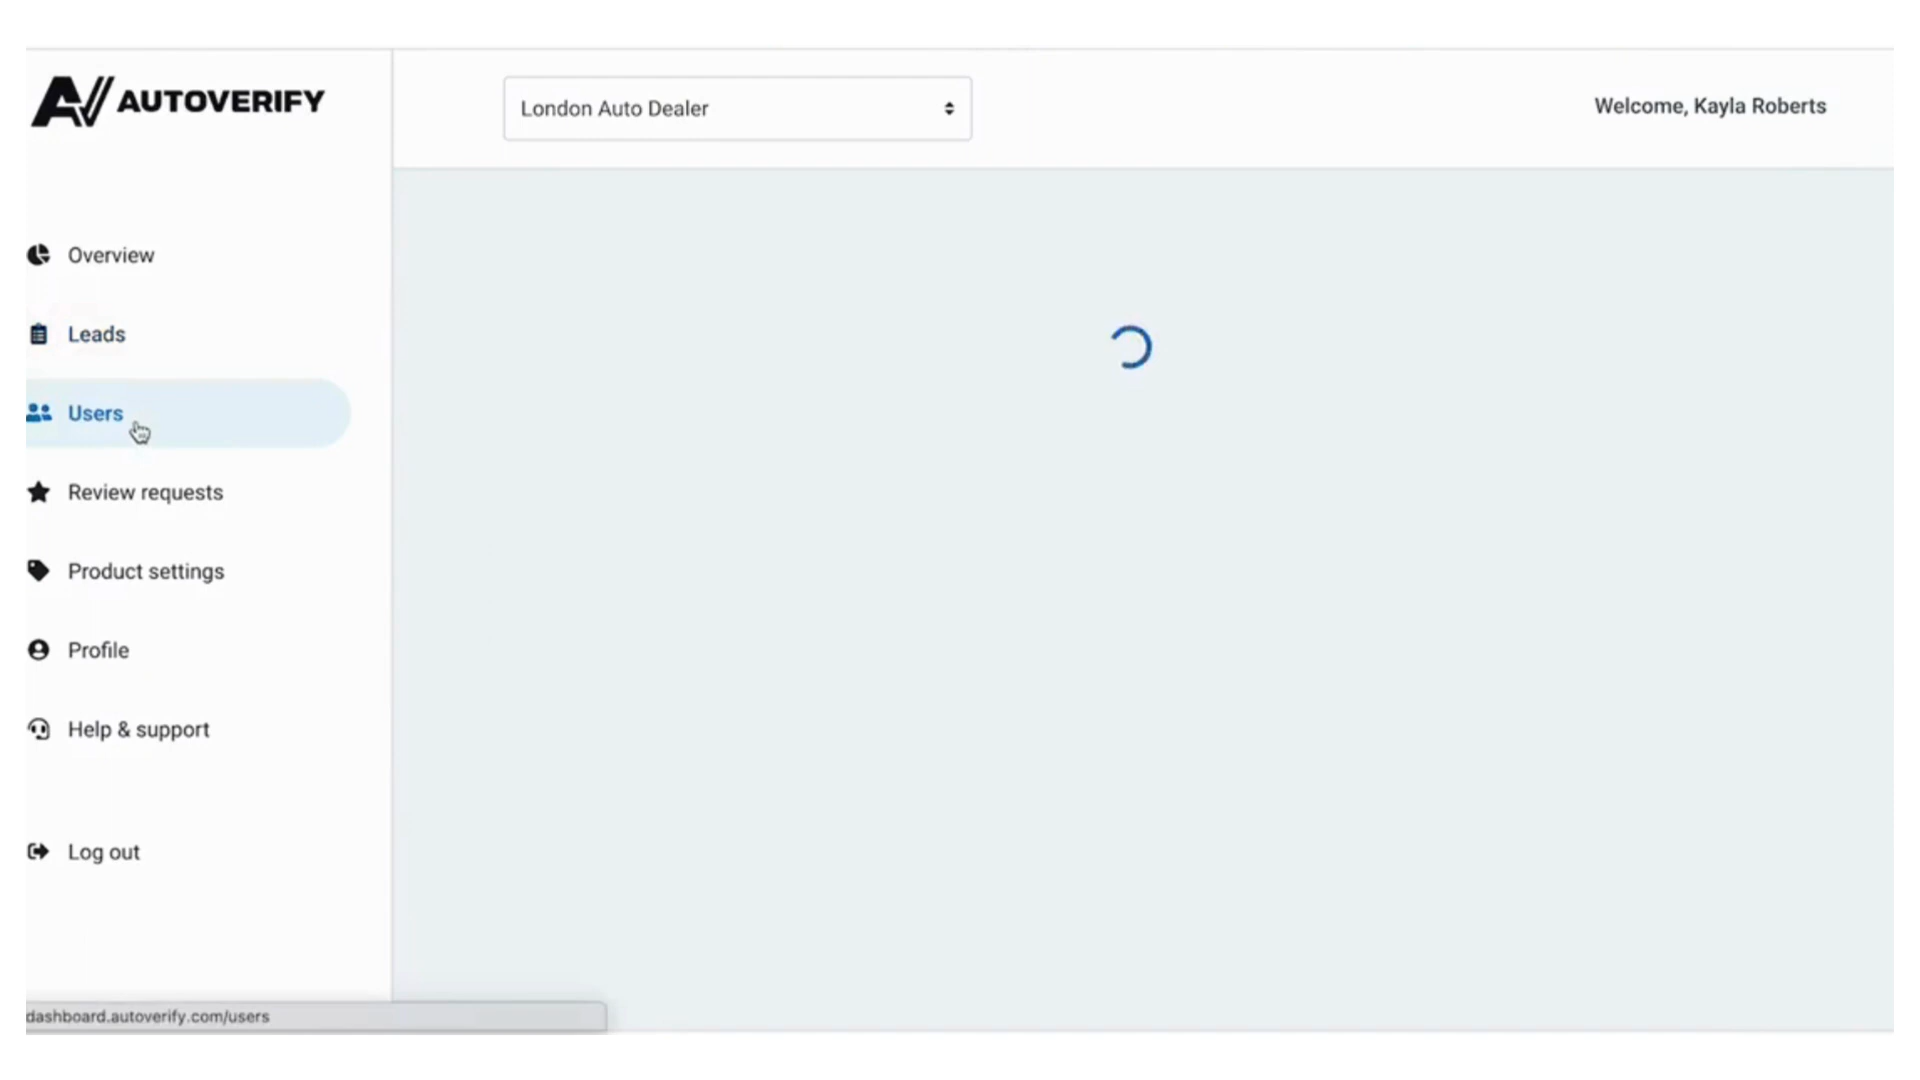 AV AUTOVERIFY
London Auto Dealer
Welcome, Kayla Roberts
Overview
Leads
Users
Review requests
Product settings
Profile
Help & support
Log out
dashboard.autoverify.com/users